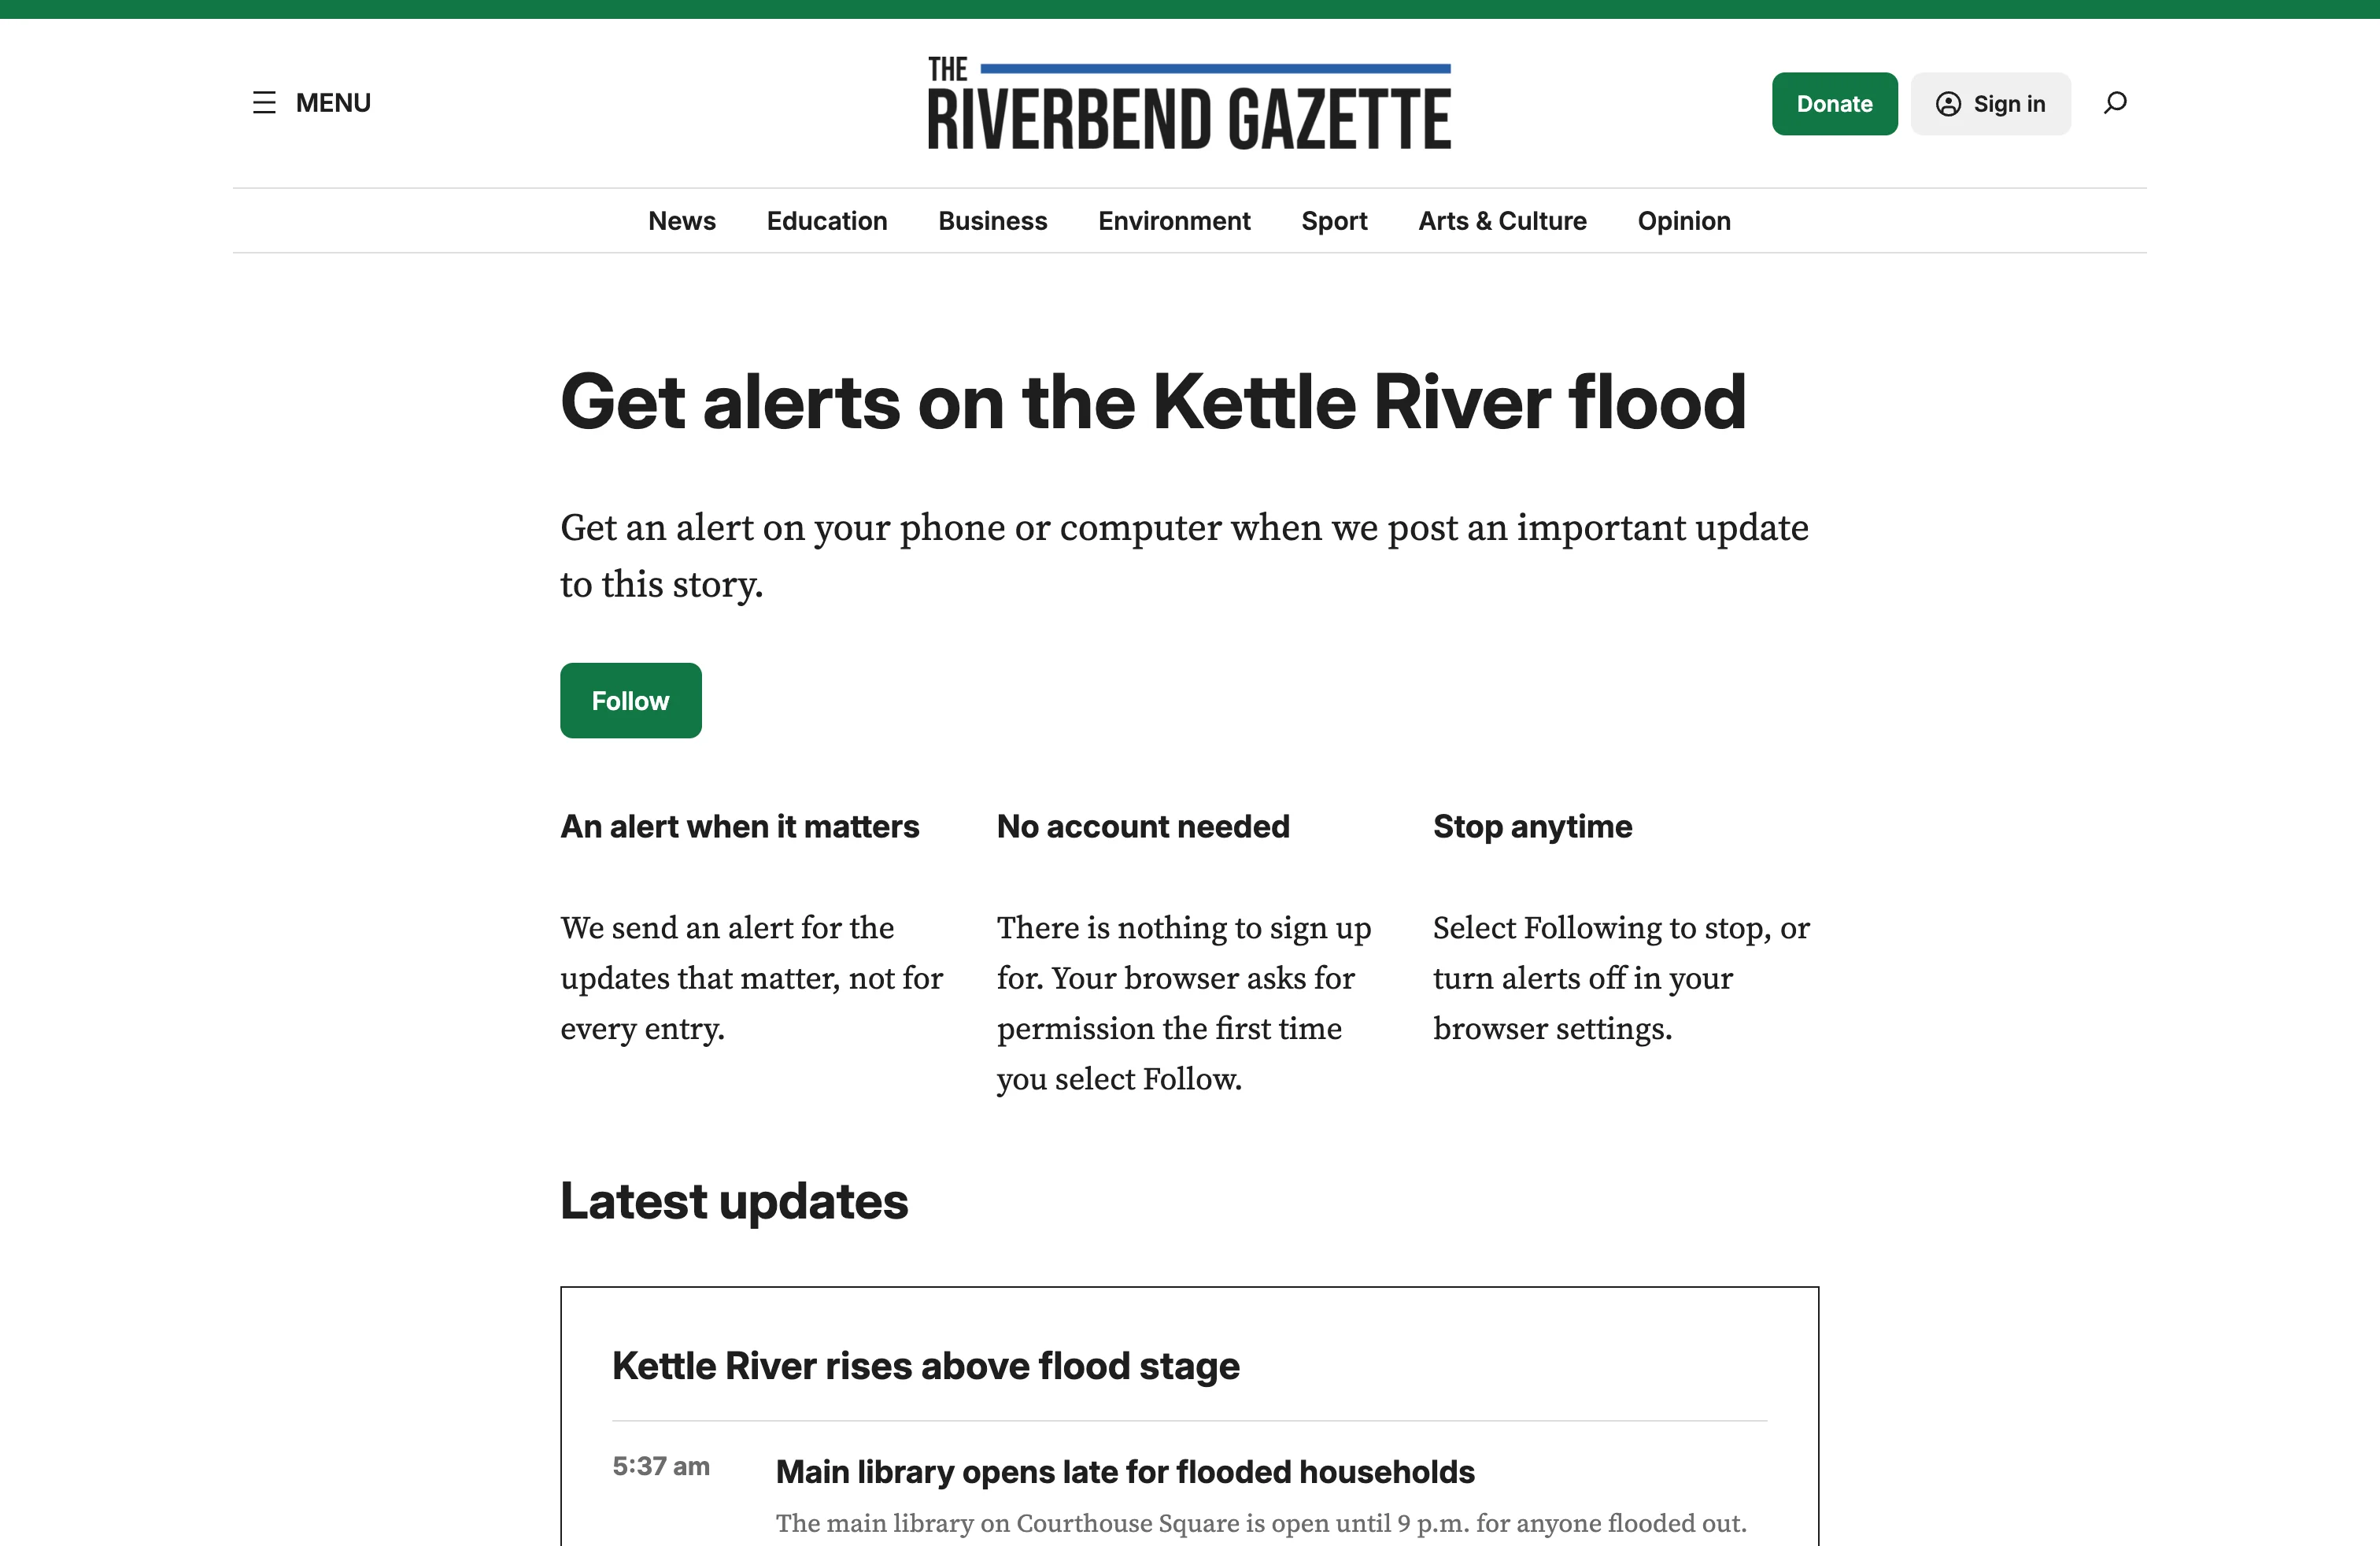 MENU
THE
RIVERBEND GAZETTE
Donate
Sign in
News Education Business Environment Sport Arts & Culture Opinion
Get alerts on the Kettle River flood
Get an alert on your phone or computer when we post an important update
to this story.
Follow
An alert when it matters
We send an alert for the
updates that matter, not for
every entry.
No account needed
There is nothing to sign up
for. Your browser asks for
permission the first time
you select Follow.
Stop anytime
Select Following to stop, or
turn alerts off in your
browser settings.
Latest updates
Kettle River rises above flood stage
5:37 am
Main library opens late for flooded households
The main library on Courthouse Square is open until 9 p.m. for anyone flooded out.